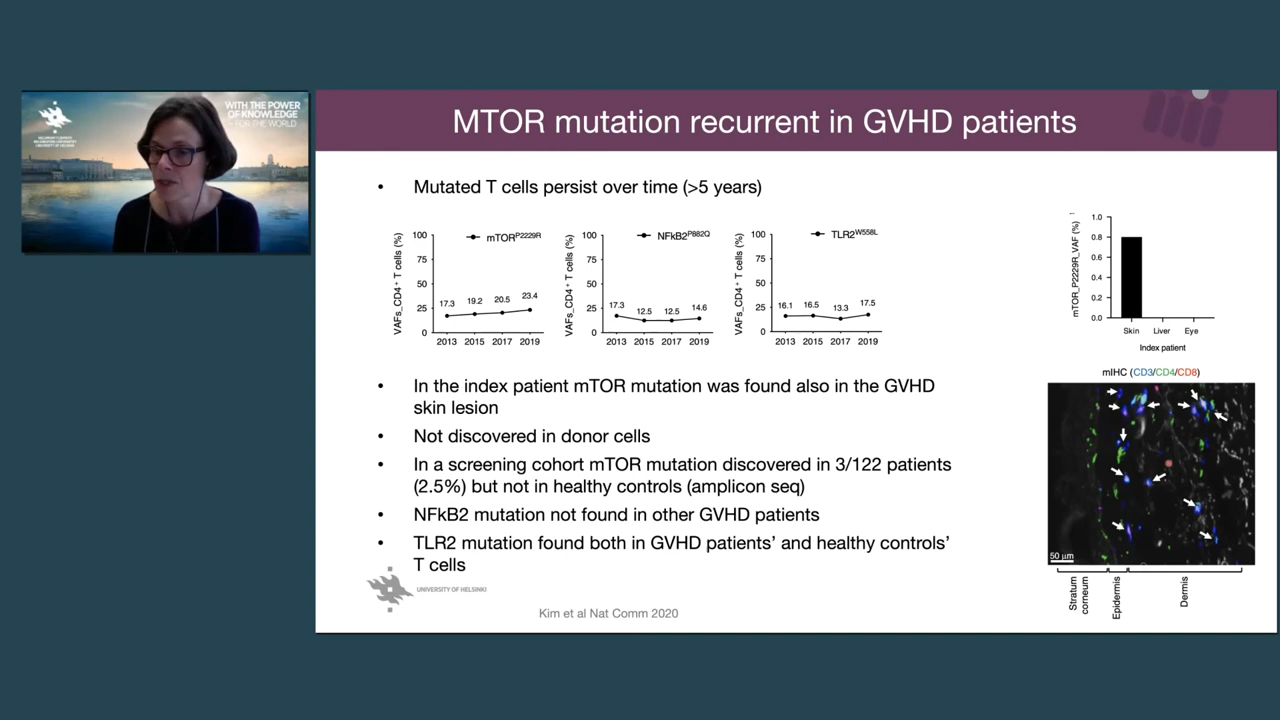 WITH THE POWER
OF KNOWLEDGE
– FOR THE WORLD
MTOR mutation recurrent in GVHD patients
• Mutated T cells persist over time (>5 years)
VAFs_CD4+ T cells (%)
100
75
50
25
0
mTORP2229R
17.3 19.2 20.5 23.4
2013 2015 2017 2019
VAFs_CD4+ T cells (%)
100
75
50
25
0
NFkB2P882Q
17.3 12.5 12.5 14.6
2013 2015 2017 2019
VAFs_CD4+ T cells (%)
100
75
50
25
0
TLR2W558L
16.1 16.5 13.3 17.5
2013 2015 2017 2019
mTOR_P2229R_VAF (%)
1.0
0.8
0.6
0.4
0.2
0.0
Skin Liver Eye
Index patient
• In the index patient mTOR mutation was found also in the GVHD
skin lesion
• Not discovered in donor cells
• In a screening cohort mTOR mutation discovered in 3/122 patients
(2.5%) but not in healthy controls (amplicon seq)
• NFkB2 mutation not found in other GVHD patients
• TLR2 mutation found both in GVHD patients’ and healthy controls’
T cells
mIHC (CD3/CD4/CD8)
50 μm
Stratum
corneum
Epidermis
Dermis
UNIVERSITY OF HELSINKI
Kim et al Nat Comm 2020